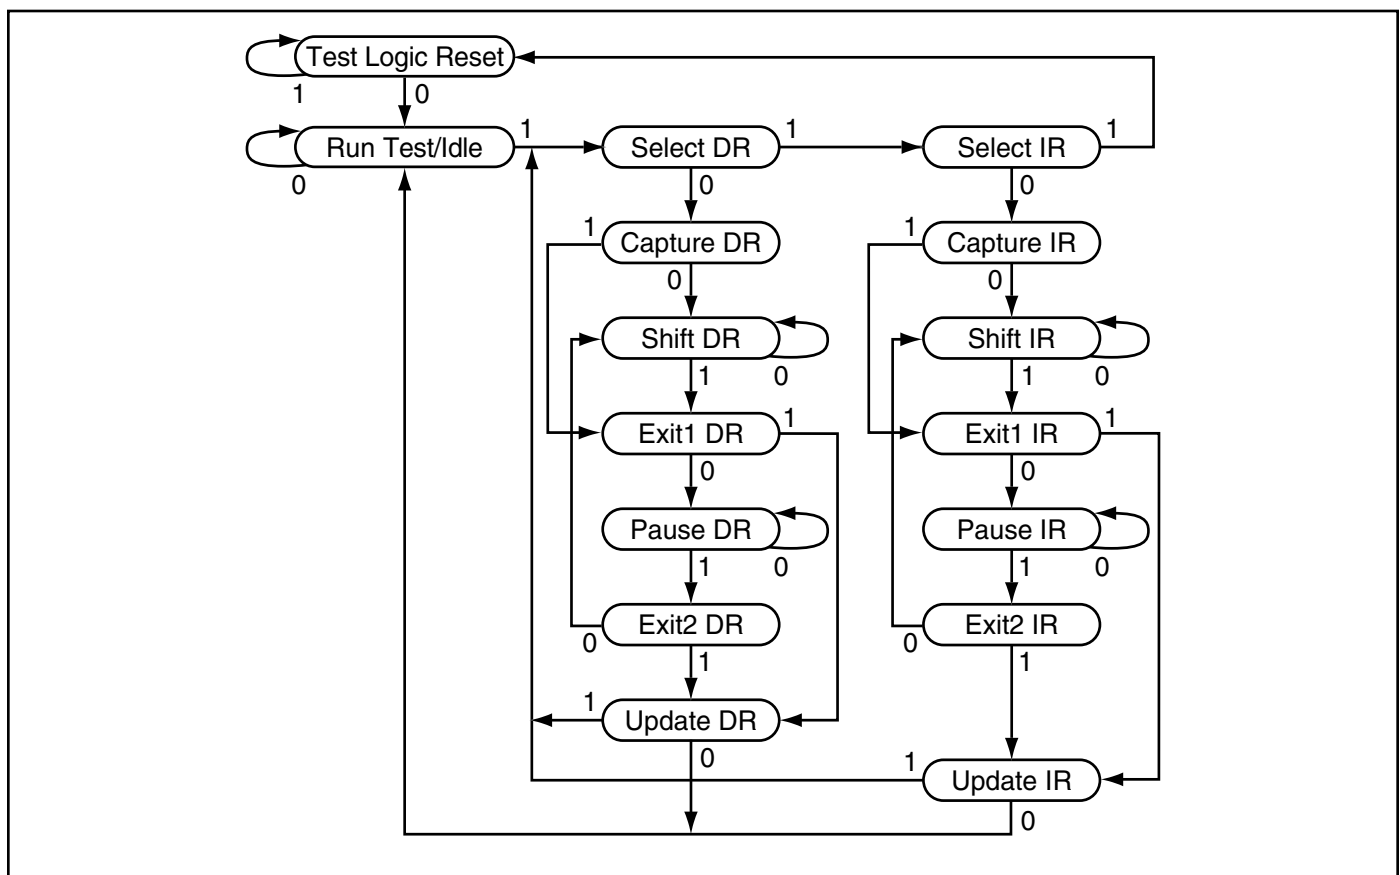 Test Logic Reset
1
0
Run Test/Idle
1
Select DR
1
Select IR
1
0
0
0
1
Capture DR
1
Capture IR
0
0
Shift DR
Shift IR
1
0
1
0
Exit1 DR
1
Exit1 IR
1
0
0
Pause DR
Pause IR
1
0
1
0
Exit2 DR
Exit2 IR
0
1
0
1
1
Update DR
0
1
Update IR
0